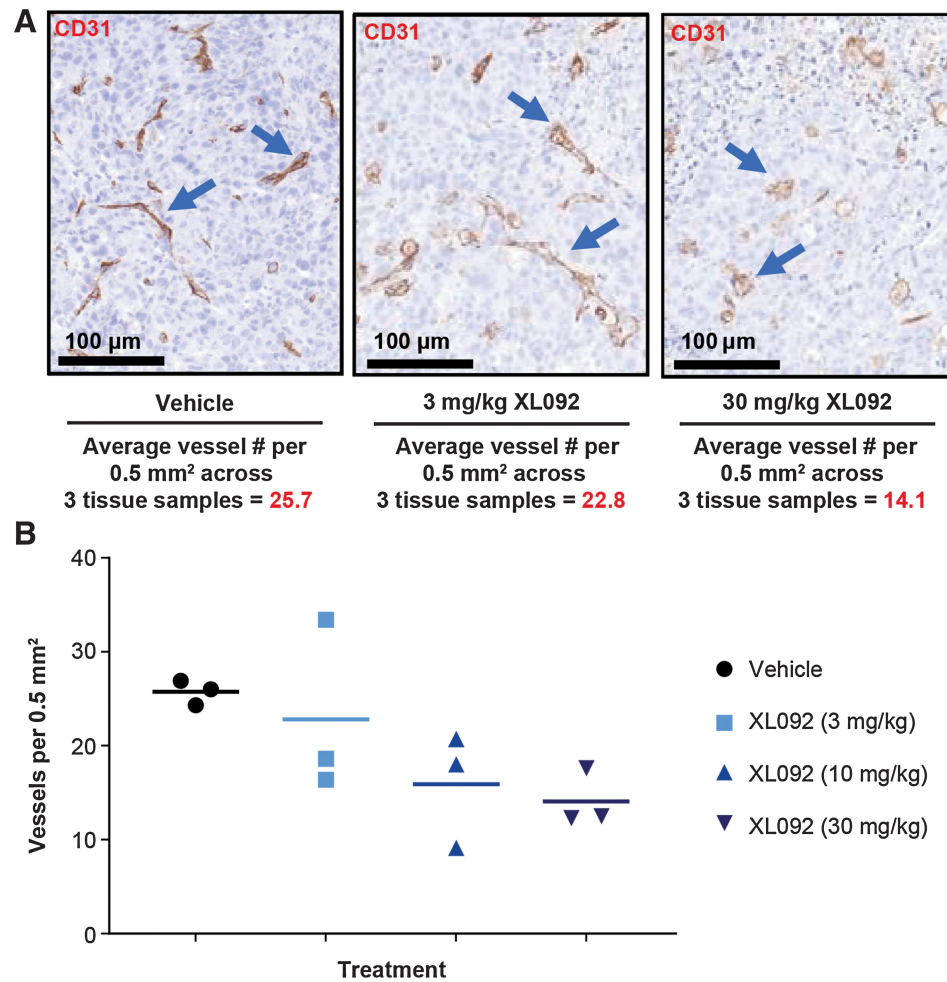 A
CD31
CD31
CD31
100 µm
100 µm
100 µm
Vehicle
Average vessel # per
0.5 mm² across
3 tissue samples = 25.7
3 mg/kg XL092
Average vessel # per
0.5 mm² across
3 tissue samples = 22.8
30 mg/kg XL092
Average vessel # per
0.5 mm² across
3 tissue samples = 14.1
B
Vessels per 0.5 mm²
40
30
20
10
0
Treatment
Vehicle
XL092 (3 mg/kg)
XL092 (10 mg/kg)
XL092 (30 mg/kg)